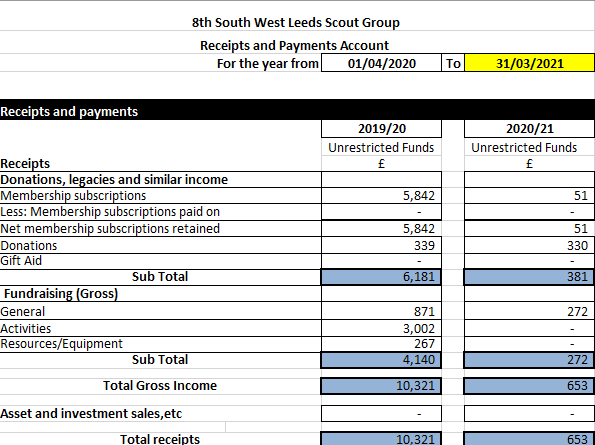 8th South West Leeds Scout Group
Receipts and Payments Account
For the year from 01/04/2020 To 31/03/2021
Receipts and payments
2019/20 2020/21
Unrestricted Funds Unrestricted Funds
Receipts £ £
Donations, legacies and similar income
Membership subscriptions 5,842 51
Less: Membership subscriptions paid on - -
Net membership subscriptions retained 5,842 51
Donations 339 330
Gift Aid - -
Sub Total 6,181 381
Fundraising (Gross)
General 871 272
Activities 3,002 -
Resources/Equipment 267 -
Sub Total 4,140 272
Total Gross Income 10,321 653
Asset and investment sales,etc - -
Total receipts 10,321 653